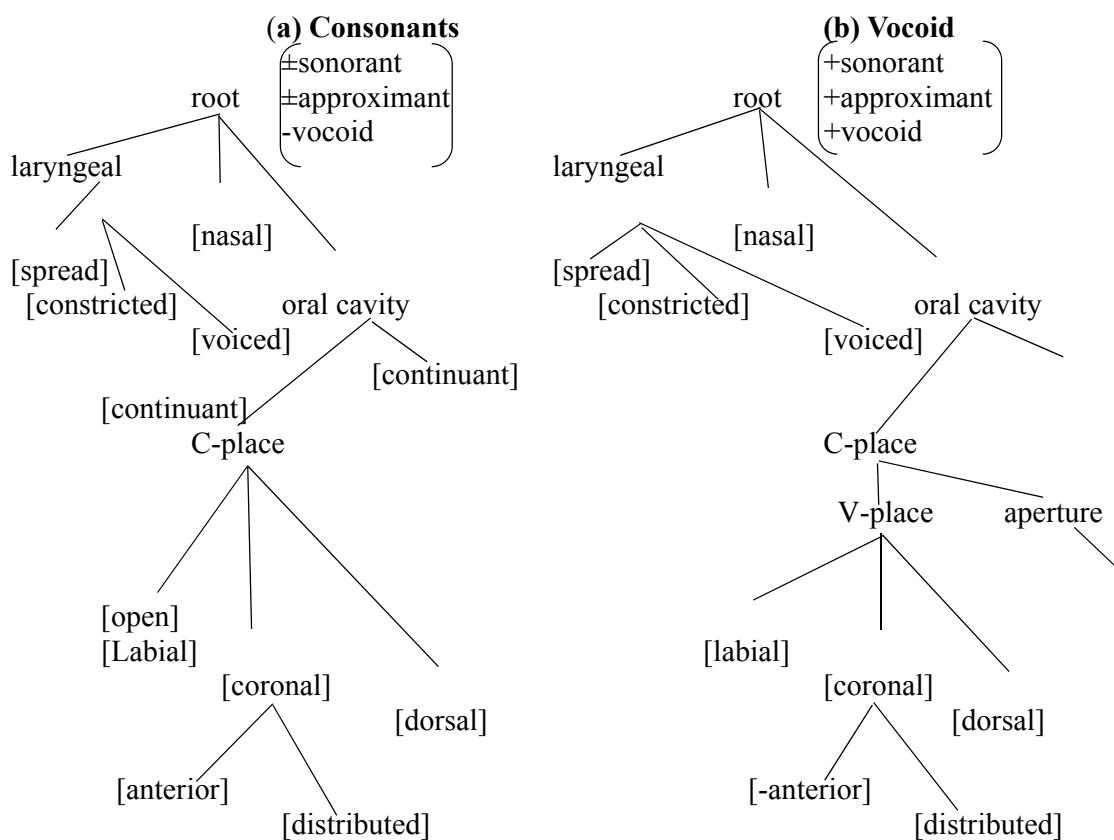 (a) Consonants
±sonorant
±approximant
-vocoid
root
laryngeal
[nasal]
[spread]
[constricted]
oral cavity
[voiced]
[continuant]
[continuant]
C-place
[open]
[Labial]
[coronal]
[dorsal]
[anterior]
[distributed]
(b) Vocoid
+sonorant
+approximant
+vocoid
root
laryngeal
[nasal]
[spread]
[constricted]
oral cavity
[voiced]
C-place
V-place
aperture
[labial]
[coronal]
[dorsal]
[-anterior]
[distributed]